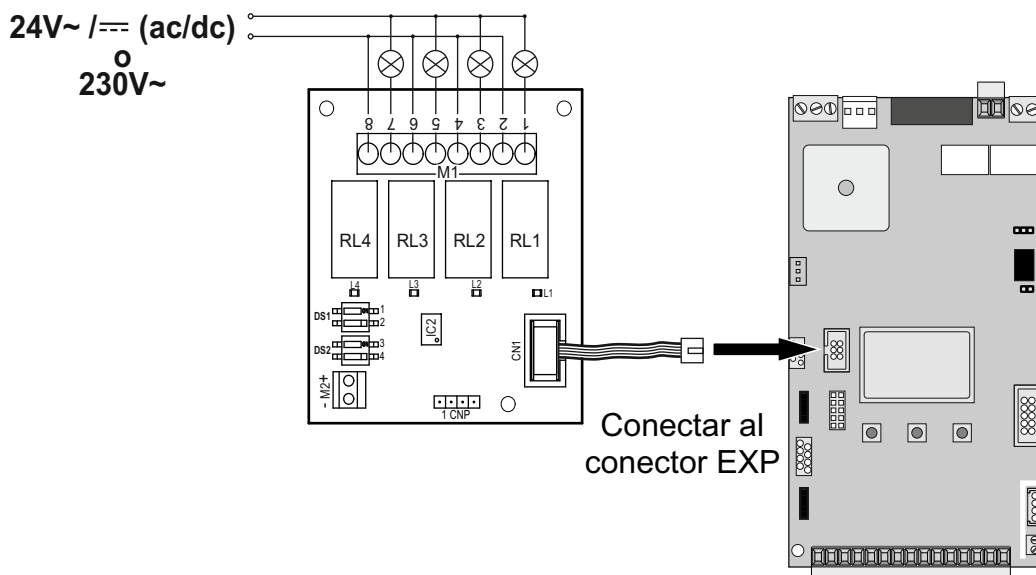 24V~ /⎓ (ac/dc)
o
230V~
8 7 6 5 4 3 2 1
M1
RL4 RL3 RL2 RL1
L4 L3 L2 L1
DS1 1
2
IC2
DS2 3
4
CN1
- M2+
1 CNP
Conectar al
conector EXP